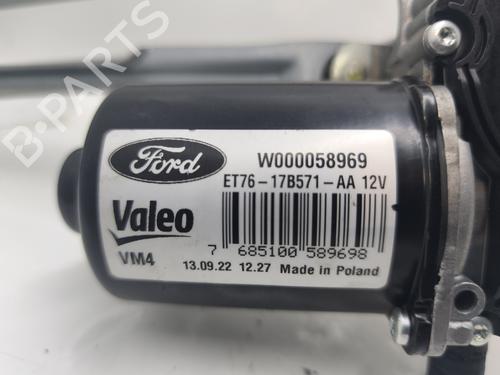 B-PARTS
Ford
W000058969
ET76-17B571-AA 12V
Valeo
VM4
7 685100 589698
13.09.22 12.27 Made in Poland